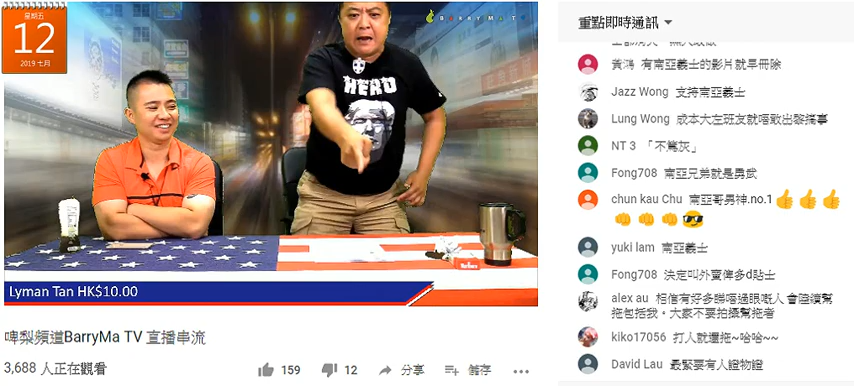 星期五
12
2019 七月
BARRYMA TV
HERO
Lyman Tan HK$10.00
啤梨頻道BarryMa TV 直播串流
3,688 人正在觀看
159
12
分享
儲存
重點即時通訊
黃鴻 有南亞義士的影片就早冊除
Jazz Wong 支持南亞義士
Lung Wong 成本大左班友就唔敢出黎搞事
NT 3 「不篤灰」
Fong708 南亞兄弟就是勇武
chun kau Chu 南亞哥男神.no.1👍👍👍
👊👊👊😎
yuki lam 南亞義士
Fong708 決定叫外賣俾多d貼士
alex au 相信有好多睇唔過眼嘅人 會陸續幫
拖包括我。大家不要拍攝幫拖者
kiko17056 打人就還拖~哈哈~~
David Lau 最緊要有人證物證